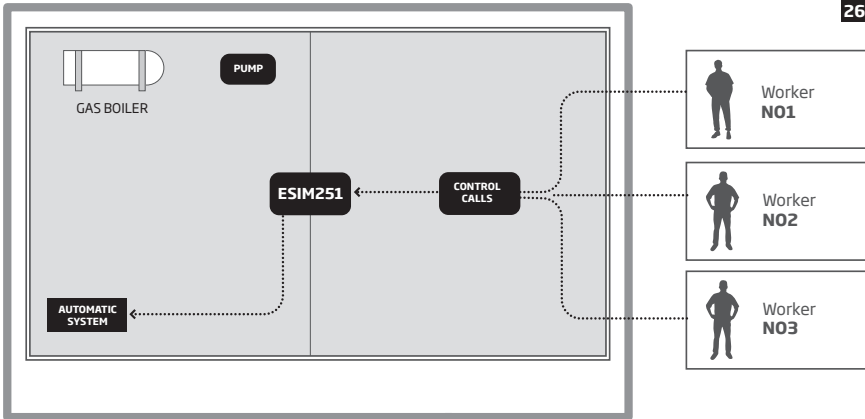 26
PUMP
GAS BOILER
Worker
NO1
ESIM251
CONTROL
CALLS
Worker
NO2
AUTOMATIC
SYSTEM
Worker
NO3